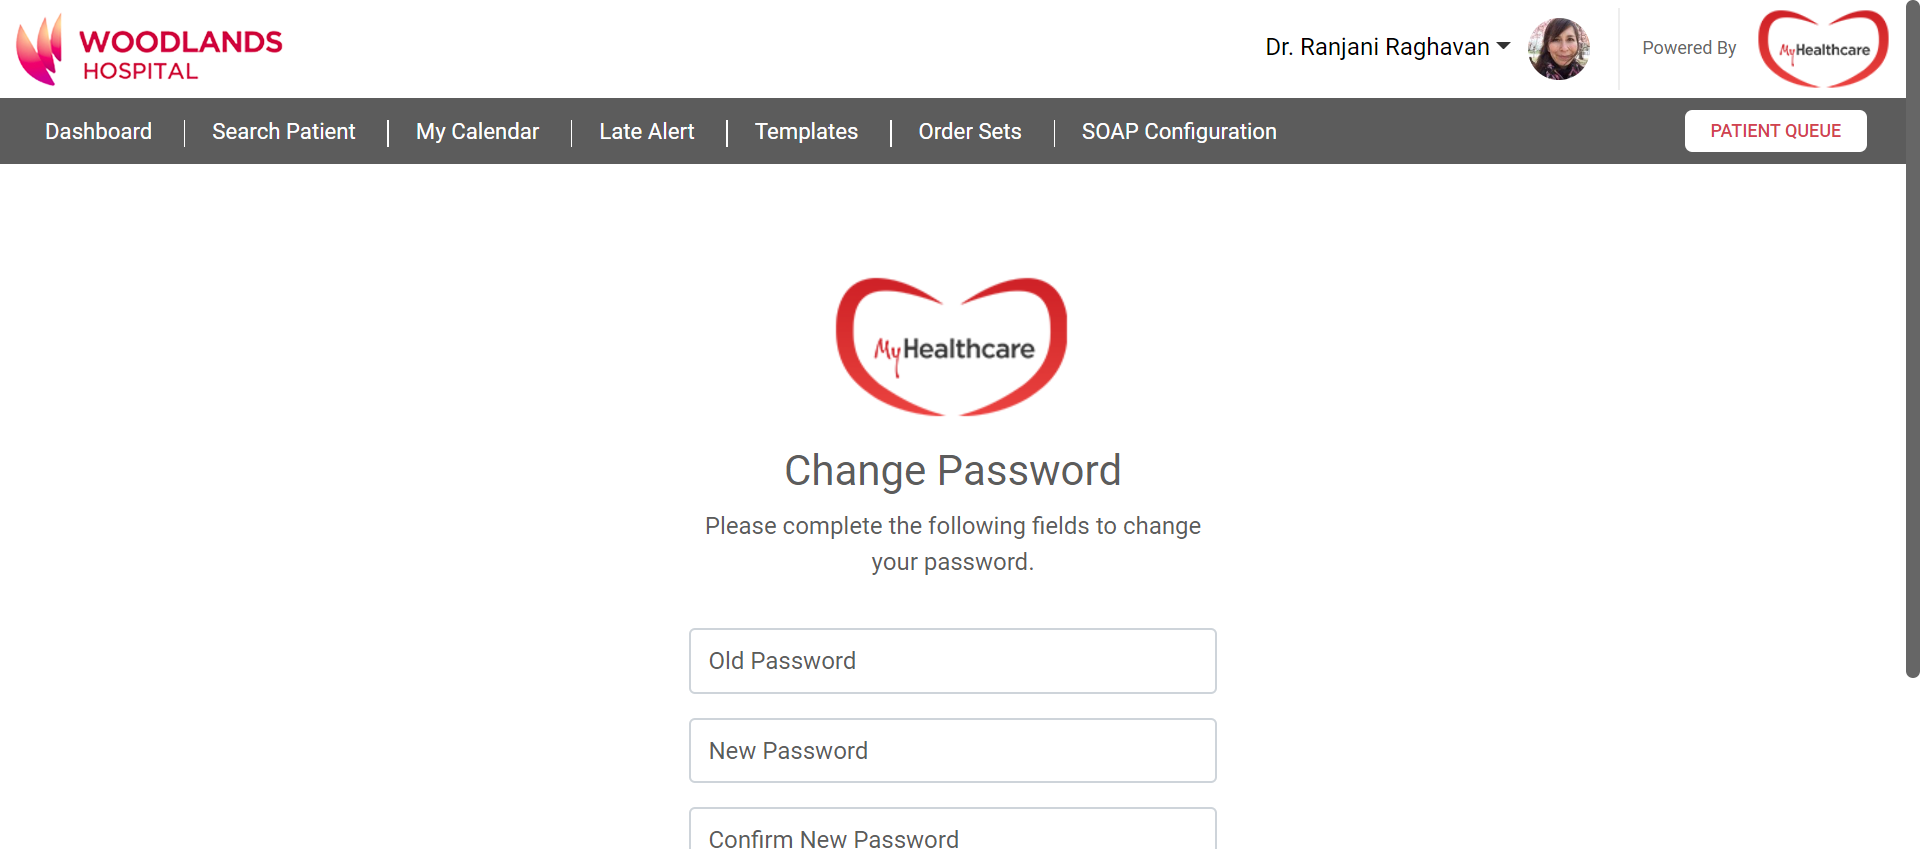 WOODLANDS
HOSPITAL
Dr. Ranjani Raghavan
Powered By
MyHealthcare
Dashboard
Search Patient
My Calendar
Late Alert
Templates
Order Sets
SOAP Configuration
PATIENT QUEUE
MyHealthcare
Change Password
Please complete the following fields to change
your password.
Old Password
New Password
Confirm New Password